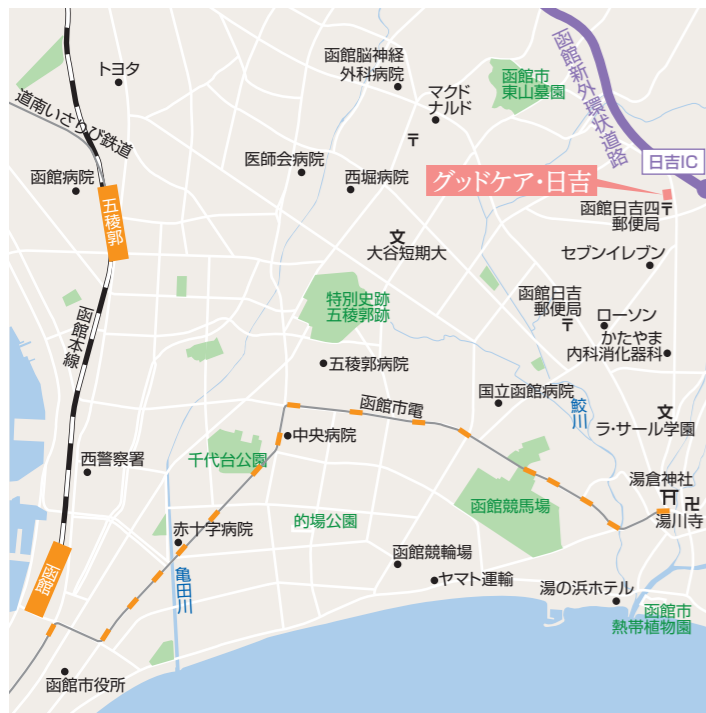 トヨタ
函館脳神経
外科病院
マクド
ナルド
函館市
東山墓園
函館新外環状道路
道南いさりび鉄道
函館病院
医師会病院
西堀病院
日吉IC
グッドケア・日吉
五稜郭
函館日吉四
郵便局
大谷短期大
セブンイレブン
特別史跡
五稜郭跡
函館日吉
郵便局
ローソン
かたやま
内科消化器科
函館本線
五稜郭病院
国立函館病院
函館市電
鮫川
ラ・サール学園
中央病院
千代台公園
西警察署
湯倉神社
湯川寺
函館競馬場
的場公園
赤十字病院
函館競輪場
ヤマト運輸
函館
亀田川
湯の浜ホテル
函館市
熱帯植物園
函館市役所